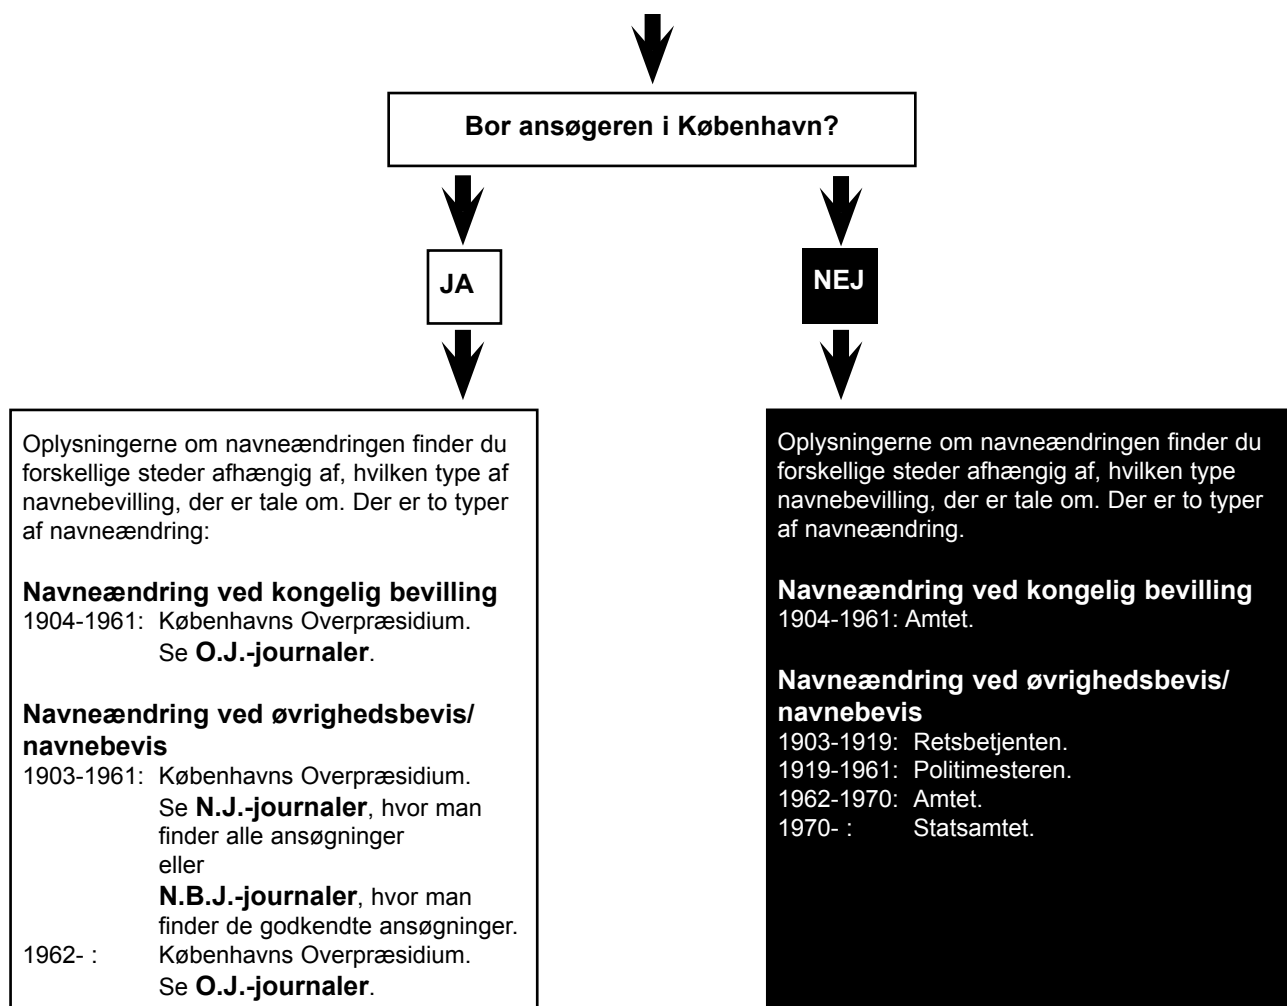 Bor ansøgeren i København?
JA
NEJ
Oplysningerne om navneændringen finder du
forskellige steder afhængig af, hvilken type af
navnebevilling, der er tale om. Der er to typer
af navneændring:
Navneændring ved kongelig bevilling
1904-1961: Københavns Overpræsidium.
Se O.J.-journaler.
Navneændring ved øvrighedsbevis/
navnebevis
1903-1961: Københavns Overpræsidium.
Se N.J.-journaler, hvor man
finder alle ansøgninger
eller
N.B.J.-journaler, hvor man
finder de godkendte ansøgninger.
1962- : Københavns Overpræsidium.
Se O.J.-journaler.
Oplysningerne om navneændringen finder du
forskellige steder afhængig af, hvilken type
navnebevilling, der er tale om. Der er to typer
af navneændring.
Navneændring ved kongelig bevilling
1904-1961: Amtet.
Navneændring ved øvrighedsbevis/
navnebevis
1903-1919: Retsbetjenten.
1919-1961: Politimesteren.
1962-1970: Amtet.
1970- : Statsamtet.